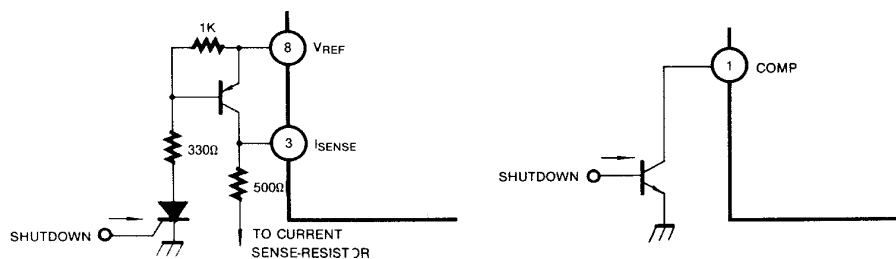 1K
8 VREF
3 ISENSE
330Ω
500Ω
SHUTDOWN
TO CURRENT
SENSE-RESISTOR
1 COMP
SHUTDOWN